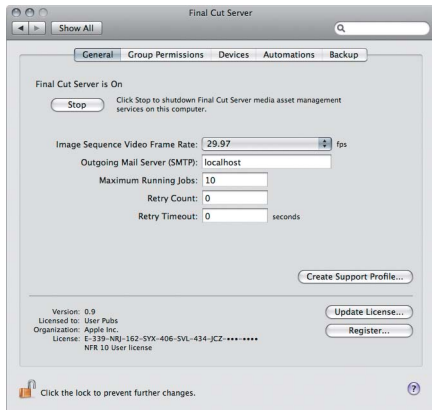 Final Cut Server
Show All
General Group Permissions Devices Automations Backup
Final Cut Server is On
Stop
Click Stop to shutdown Final Cut Server media asset management
services on this computer.
Image Sequence Video Frame Rate: 29.97 fps
Outgoing Mail Server (SMTP): localhost
Maximum Running Jobs: 10
Retry Count: 0
Retry Timeout: 0 seconds
Create Support Profile...
Version: 0.9
Licensed to: User Pubs
Organization: Apple Inc.
License: E-339-NRJ-162-SYX-406-SVL-434-JCZ-•••-••••
NFR 10 User license
Update License...
Register...
Click the lock to prevent further changes.
?